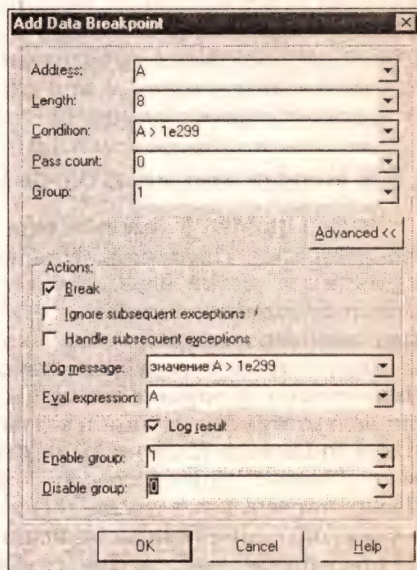 Add Data Breakpoint
Address: A
Length: 8
Condition: A > 1e299
Pass count: 0
Group: 1
Advanced <<
Actions:
Break
Ignore subsequent exceptions
Handle subsequent exceptions
Log message: значение A > 1e299
Eval expression: A
Log result
Enable group: 1
Disable group: 0
OK Cancel Help